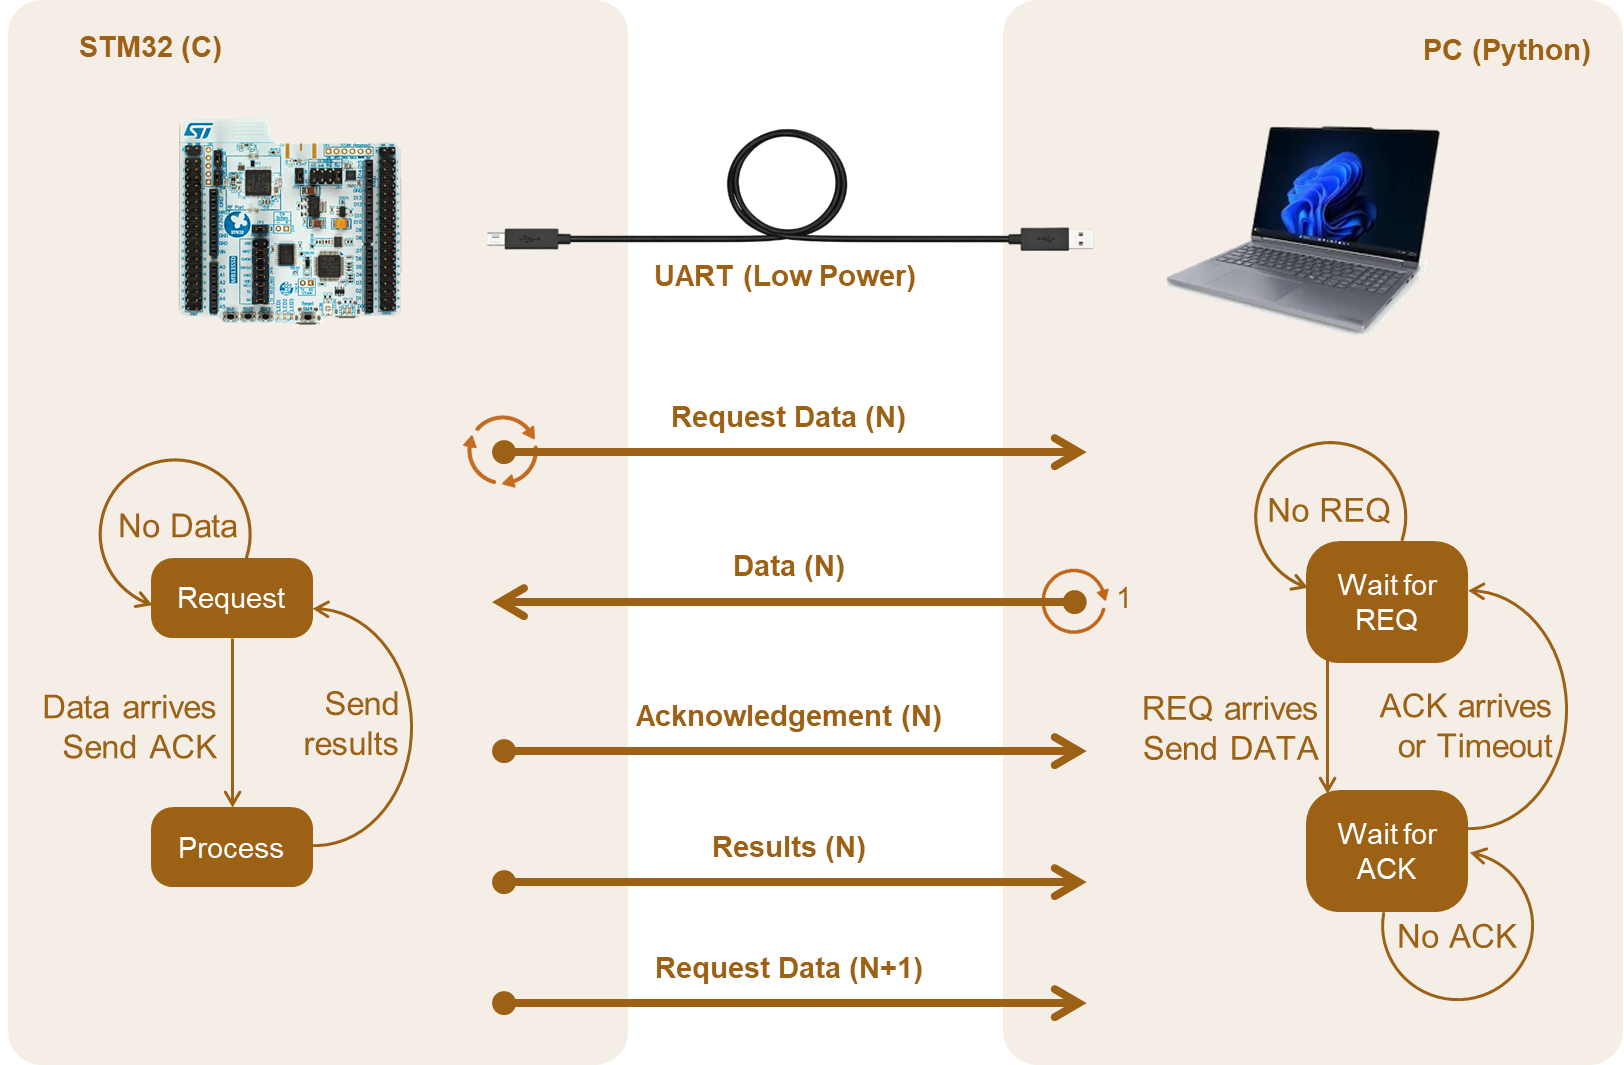 STM32 (C)
PC (Python)
ST
UART (Low Power)
Request Data (N)
No Data
Request
Data arrives
Send ACK
Send
results
Process
Data (N)
1
Acknowledgement (N)
Results (N)
Request Data (N+1)
No REQ
Wait for
REQ
REQ arrives
Send DATA
ACK arrives
or Timeout
Wait for
ACK
No ACK